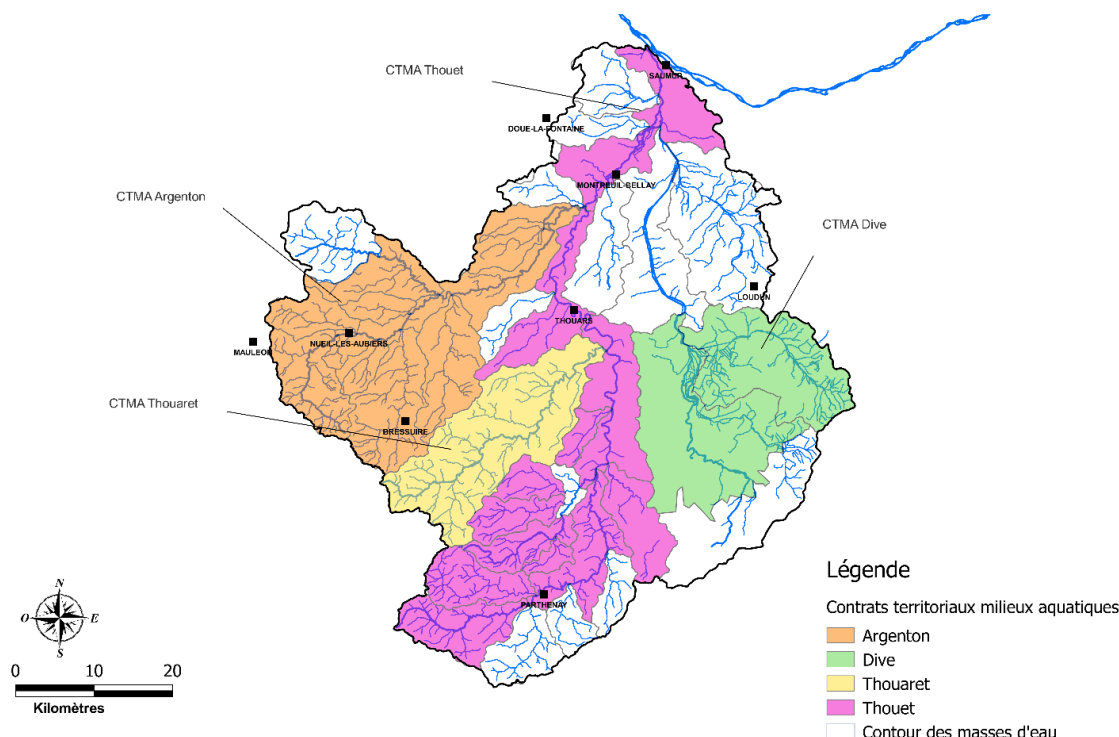 CTMA Thouet
SAUMUR
DOUE-LA-FONTAINE
MONTREUIL-BELLAY
CTMA Argenton
CTMA Dive
LOUDUN
THOUARS
NUEIL-LES-AUBIERS
MAULEON
CTMA Thouaret
BRESSUIRE
PARTHENAY
N
O
E
S
0 10 20
Kilomètres
Légende
Contrats territoriaux milieux aquatiques
Argenton
Dive
Thouaret
Thouet
Contour des masses d'eau